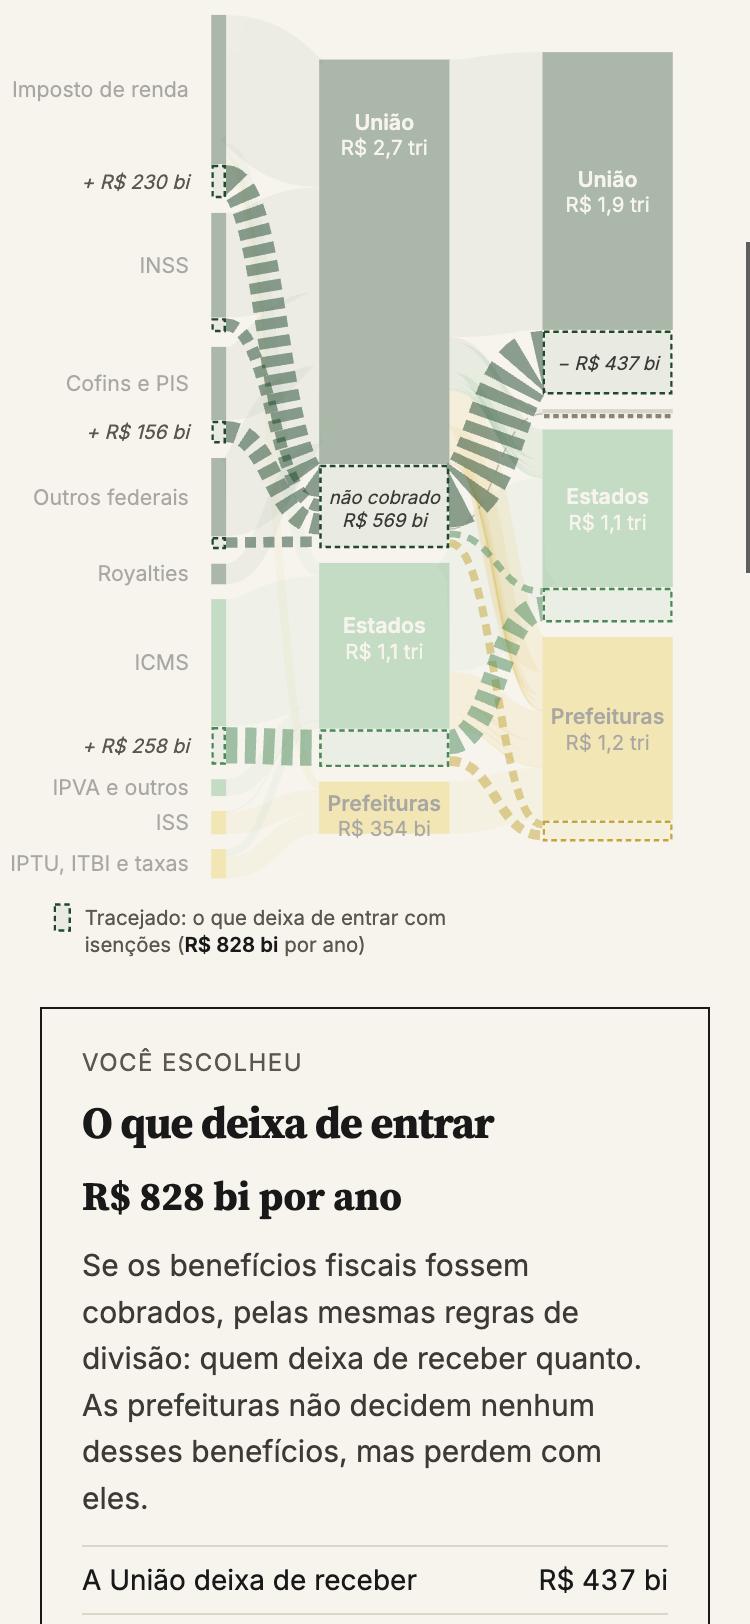 Imposto de renda
+ R$ 230 bi
INSS
Cofins e PIS
+ R$ 156 bi
Outros federais
Royalties
ICMS
+ R$ 258 bi
IPVA e outros
ISS
IPTU, ITBI e taxas
União
R$ 2,7 tri
não cobrado
R$ 569 bi
Estados
R$ 1,1 tri
Prefeituras
R$ 354 bi
União
R$ 1,9 tri
– R$ 437 bi
Estados
R$ 1,1 tri
Prefeituras
R$ 1,2 tri
Tracejado: o que deixa de entrar com
isenções (R$ 828 bi por ano)
VOCÊ ESCOLHEU
O que deixa de entrar
R$ 828 bi por ano
Se os benefícios fiscais fossem
cobrados, pelas mesmas regras de
divisão: quem deixa de receber quanto.
As prefeituras não decidem nenhum
desses benefícios, mas perdem com
eles.
A União deixa de receber R$ 437 bi